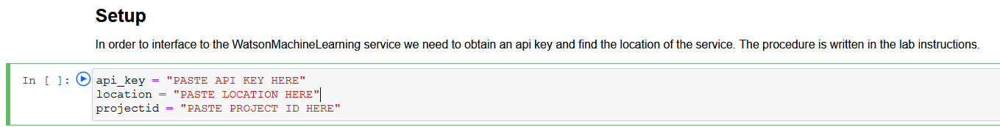 Setup
In order to interface to the WatsonMachineLearning service we need to obtain an api key and find the location of the service. The procedure is written in the lab instructions.
In [ ]: api_key = "PASTE API KEY HERE"
location = "PASTE LOCATION HERE"
projectid = "PASTE PROJECT ID HERE"